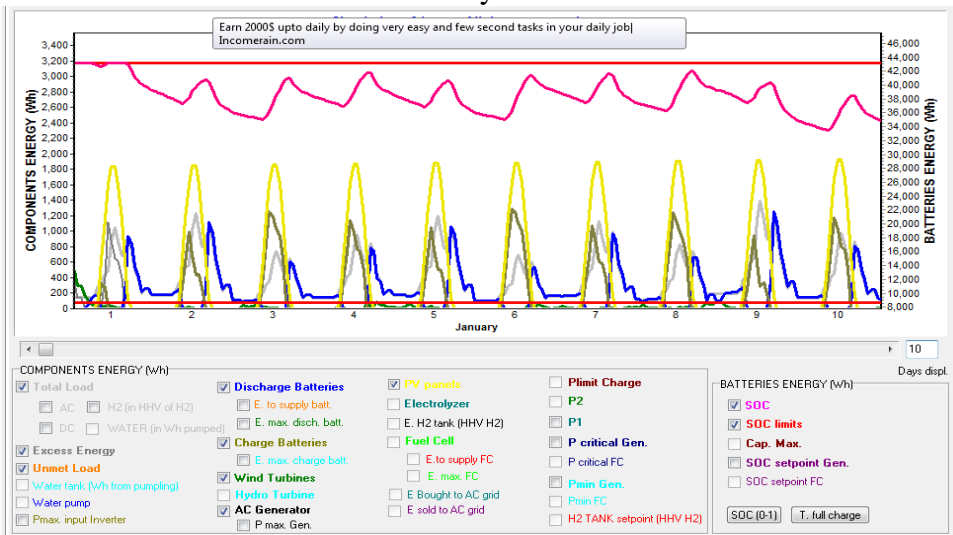 Earn 2000$ upto daily by doing very easy and few second tasks in your daily job|
Incomerain.com
COMPONENTS ENERGY (Wh)
3,400
3,200
3,000
2,800
2,600
2,400
2,200
2,000
1,800
1,600
1,400
1,200
1,000
800
600
400
200
0
46,000
44,000
42,000
40,000
38,000
36,000
34,000
32,000
30,000
28,000
26,000
24,000
22,000
20,000
18,000
16,000
14,000
12,000
10,000
8,000
BATTERIES ENERGY (Wh)
1 2 3 4 5 6 7 8 9 10
January
10
Days displ.
COMPONENTS ENERGY (Wh)
Total Load
AC H2 (in HHV of H2)
DC WATER (in Wh pumped)
Excess Energy
Unmet Load
Water tank (Wh from pumpling)
Water pump
Pmax. input Inverter
Discharge Batteries
E. to supply batt.
E. max. disch. batt.
Charge Batteries
E. max. charge batt.
Wind Turbines
Hydro Turbine
AC Generator
P max. Gen.
PV pannels
Electrolyzer
E. H2 tank (HHV H2)
Fuel Cell
E.to supply FC
E. max. FC
E Bought to AC grid
E sold to AC grid
Plimit Charge
P2
P1
P critical Gen.
P critical FC
Pmin Gen.
Pmin FC
H2 TANK setpoint (HHV H2)
BATTERIES ENERGY (Wh)
SOC
SOC limits
Cap. Max.
SOC setpoint Gen.
SOC setpoint FC
SOC (0-1) T. full charge